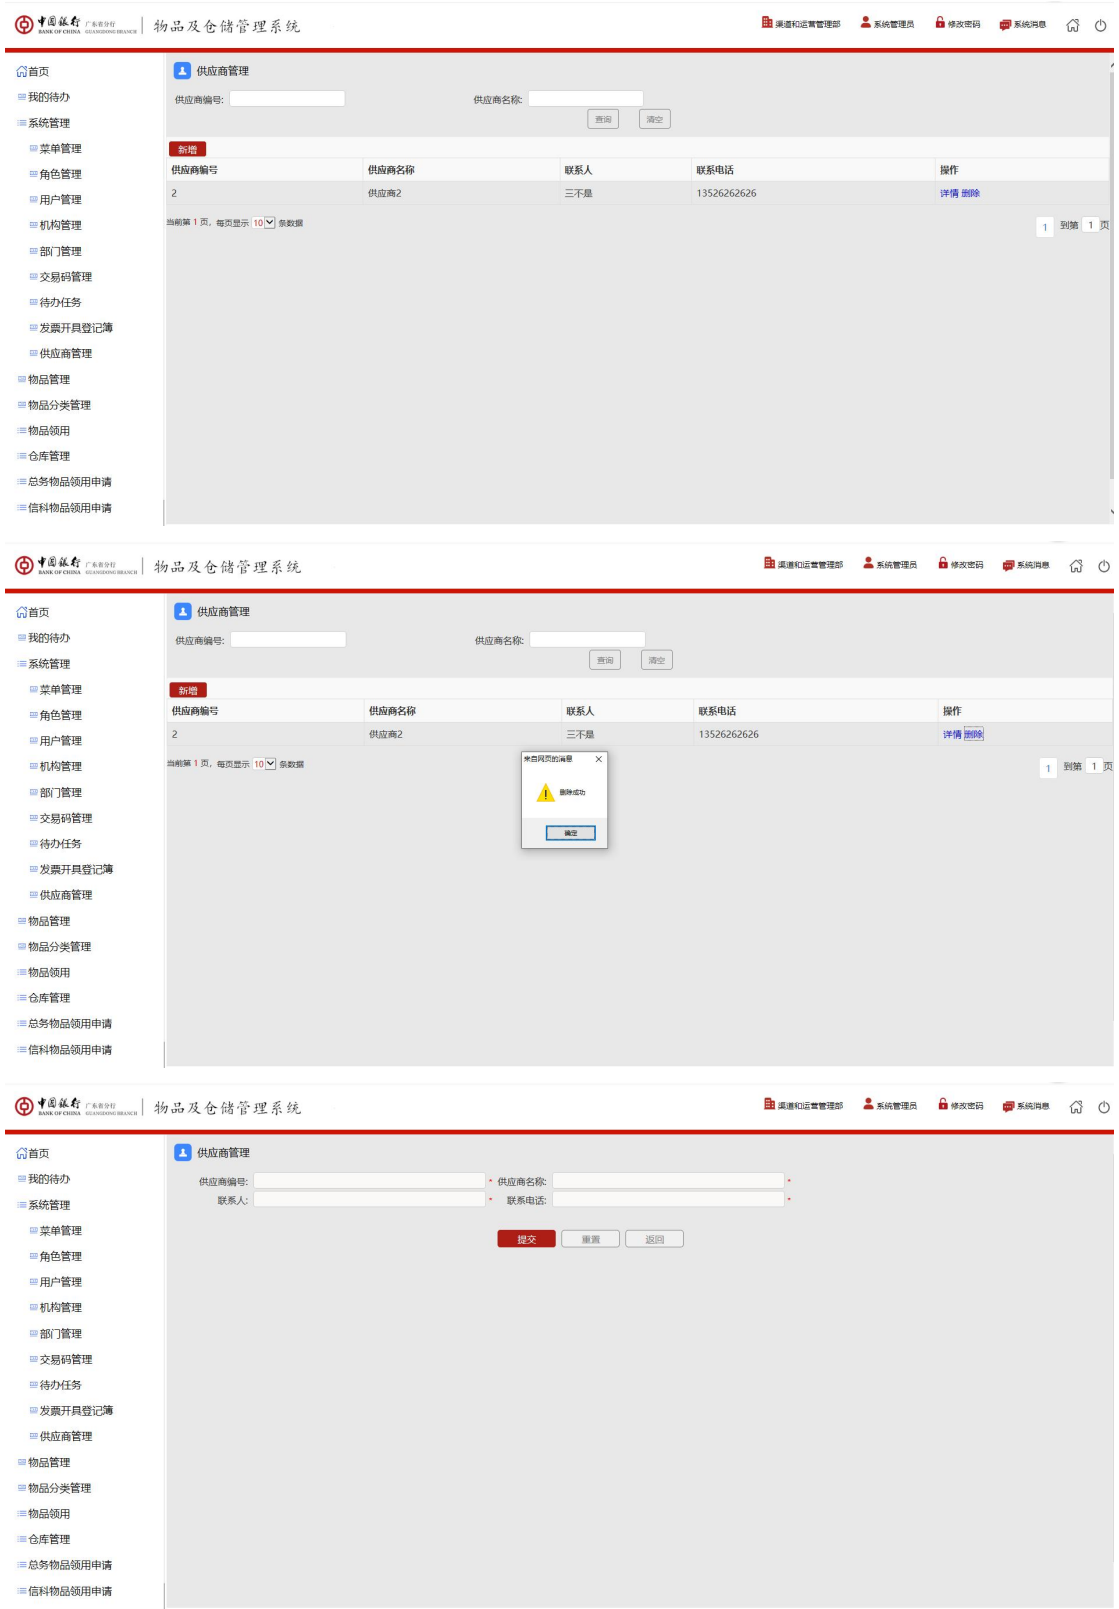 中国银行 广东省分行 物品及仓储管理系统 渠道和运营管理部 系统管理员 修改密码 系统消息
BANK OF CHINA GUANGDONG BRANCH
首页
我的待办
系统管理
菜单管理
角色管理
用户管理
机构管理
部门管理
交易码管理
待办任务
发票开具登记簿
供应商管理
物品管理
物品分类管理
物品领用
仓库管理
总务物品领用申请
信科物品领用申请
供应商管理
供应商编号: 供应商名称:
查询 清空
新增
供应商编号 供应商名称 联系人 联系电话 操作
2 供应商2 三不是 13526262626 详情 删除
当前第 1 页, 每页显示 10 条数据 1 到第 1 页
中国银行 广东省分行 物品及仓储管理系统 渠道和运营管理部 系统管理员 修改密码 系统消息
BANK OF CHINA GUANGDONG BRANCH
首页
我的待办
系统管理
菜单管理
角色管理
用户管理
机构管理
部门管理
交易码管理
待办任务
发票开具登记簿
供应商管理
物品管理
物品分类管理
物品领用
仓库管理
总务物品领用申请
信科物品领用申请
供应商管理
供应商编号: 供应商名称:
查询 清空
新增
供应商编号 供应商名称 联系人 联系电话 操作
2 供应商2 三不是 13526262626 详情 删除
当前第 1 页, 每页显示 10 条数据 1 到第 1 页
来自网页的消息
删除成功
确定
中国银行 广东省分行 物品及仓储管理系统 渠道和运营管理部 系统管理员 修改密码 系统消息
BANK OF CHINA GUANGDONG BRANCH
首页
我的待办
系统管理
菜单管理
角色管理
用户管理
机构管理
部门管理
交易码管理
待办任务
发票开具登记簿
供应商管理
物品管理
物品分类管理
物品领用
仓库管理
总务物品领用申请
信科物品领用申请
供应商管理
供应商编号: * 供应商名称: *
联系人: * 联系电话: *
提交 重置 返回